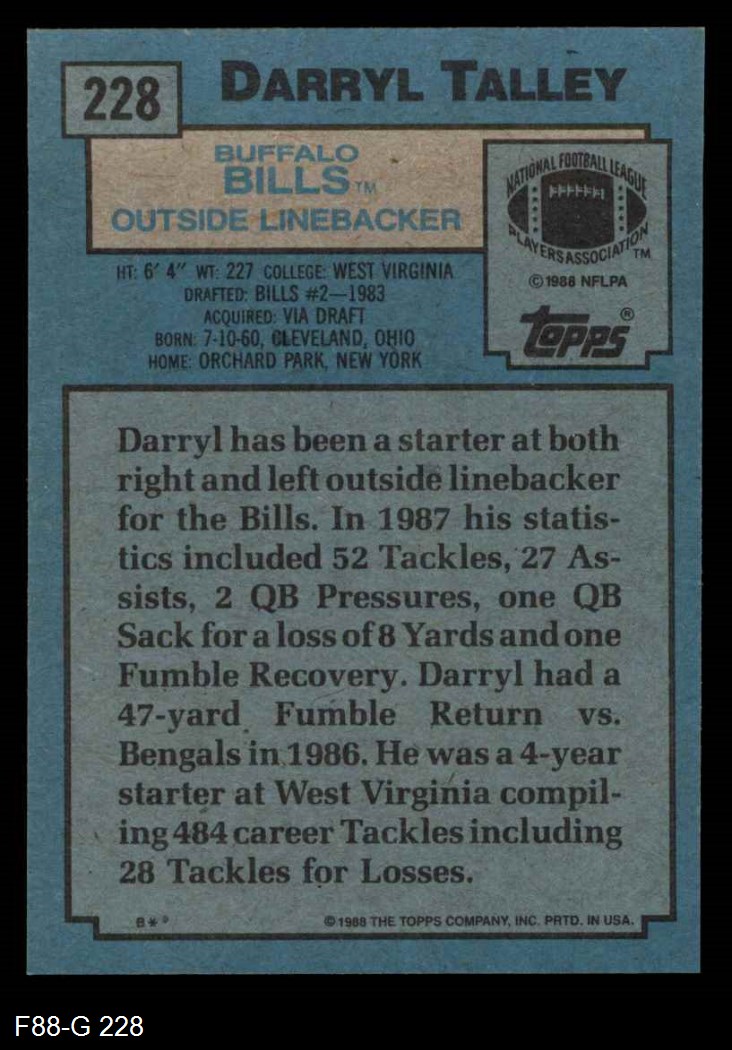 228
DARRYL TALLEY
BUFFALO
BILLS TM
OUTSIDE LINEBACKER
NATIONAL FOOTBALL LEAGUE
PLAYERS ASSOCIATION TM
©1988 NFLPA
Topps®
HT: 6' 4" WT: 227 COLLEGE: WEST VIRGINIA
DRAFTED: BILLS #2—1983
ACQUIRED: VIA DRAFT
BORN: 7-10-60, CLEVELAND, OHIO
HOME: ORCHARD PARK, NEW YORK
Darryl has been a starter at both
right and left outside linebacker
for the Bills. In 1987 his statis-
tics included 52 Tackles, 27 As-
sists, 2 QB Pressures, one QB
Sack for a loss of 8 Yards and one
Fumble Recovery. Darryl had a
47-yard Fumble Return vs.
Bengals in 1986. He was a 4-year
starter at West Virginia compil-
ing 484 career Tackles including
28 Tackles for Losses.
B**
©1988 THE TOPPS COMPANY, INC. PRTD. IN USA.
F88-G 228